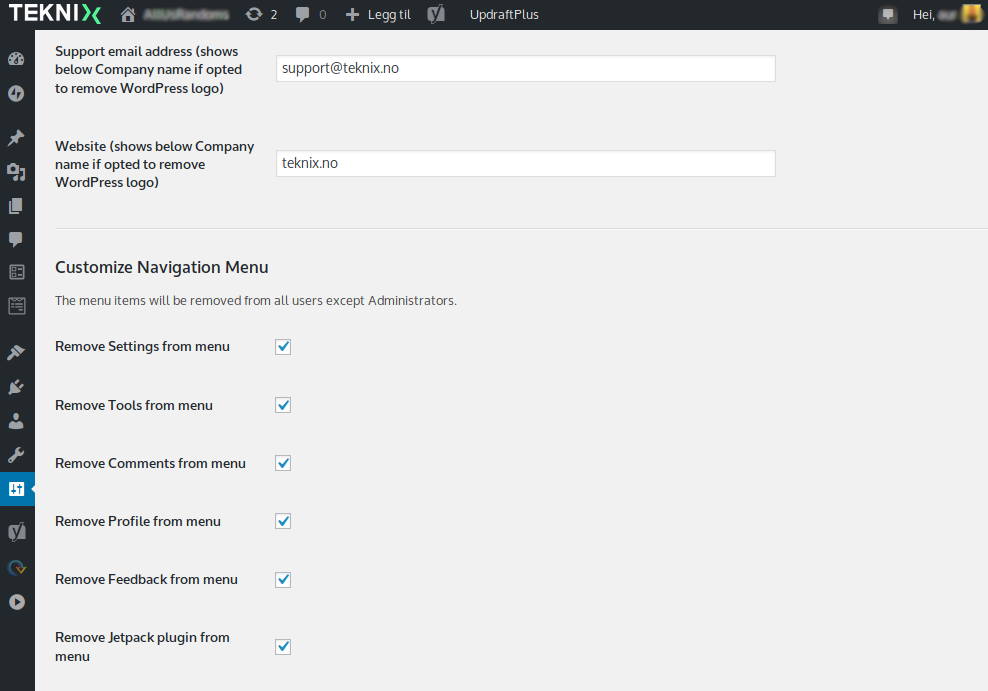 TEKNIX 2 0 Legg til UpdraftPlus Hei,
Support email address (shows
below Company name if opted
to remove WordPress logo)
support@teknix.no
Website (shows below Company
name if opted to remove
WordPress logo)
teknix.no
Customize Navigation Menu
The menu items will be removed from all users except Administrators.
Remove Settings from menu
Remove Tools from menu
Remove Comments from menu
Remove Profile from menu
Remove Feedback from menu
Remove Jetpack plugin from
menu